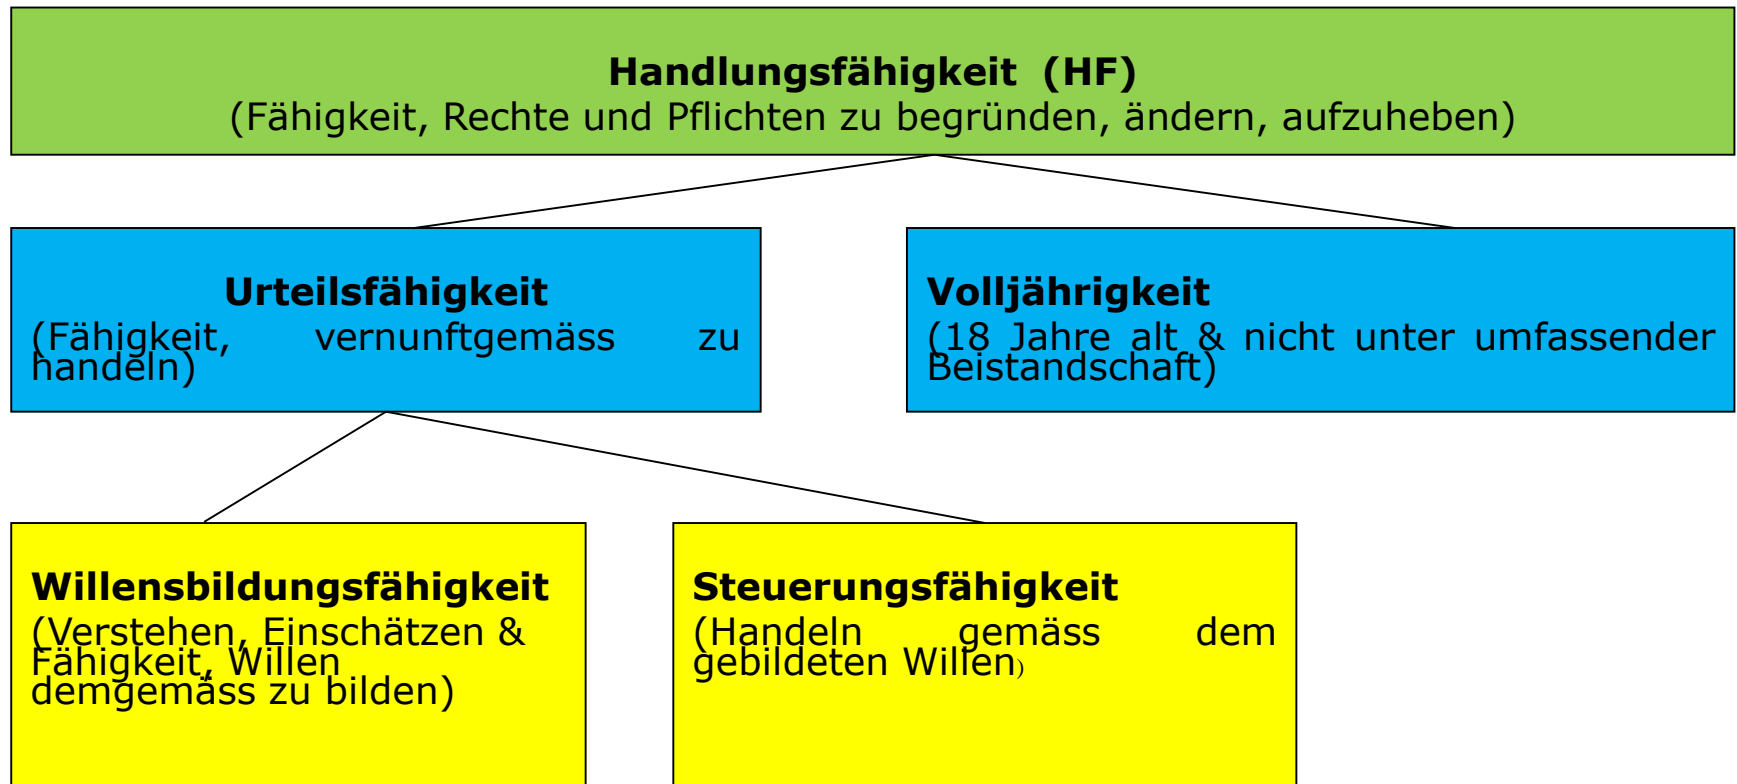 Handlungsfähigkeit (HF)
(Fähigkeit, Rechte und Pflichten zu begründen, ändern, aufzuheben)
Urteilsfähigkeit
(Fähigkeit, vernunftgemäss zu
handeln)
Volljährigkeit
(18 Jahre alt & nicht unter umfassender
Beistandschaft)
Willensbildungsfähigkeit
(Verstehen, Einschätzen &
Fähigkeit, Willen
demgemäss zu bilden)
Steuerungsfähigkeit
(Handeln gemäss dem
gebildeten Willen)